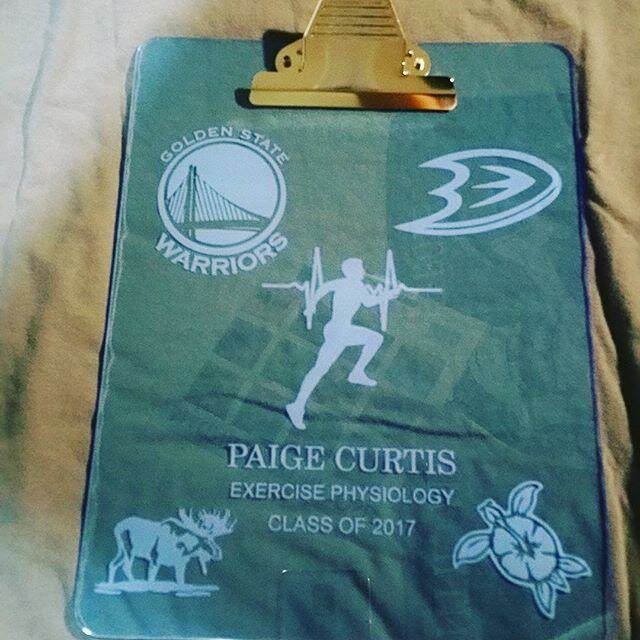 GOLDEN STATE
WARRIORS
PAIGE CURTIS
EXERCISE PHYSIOLOGY
CLASS OF 2017